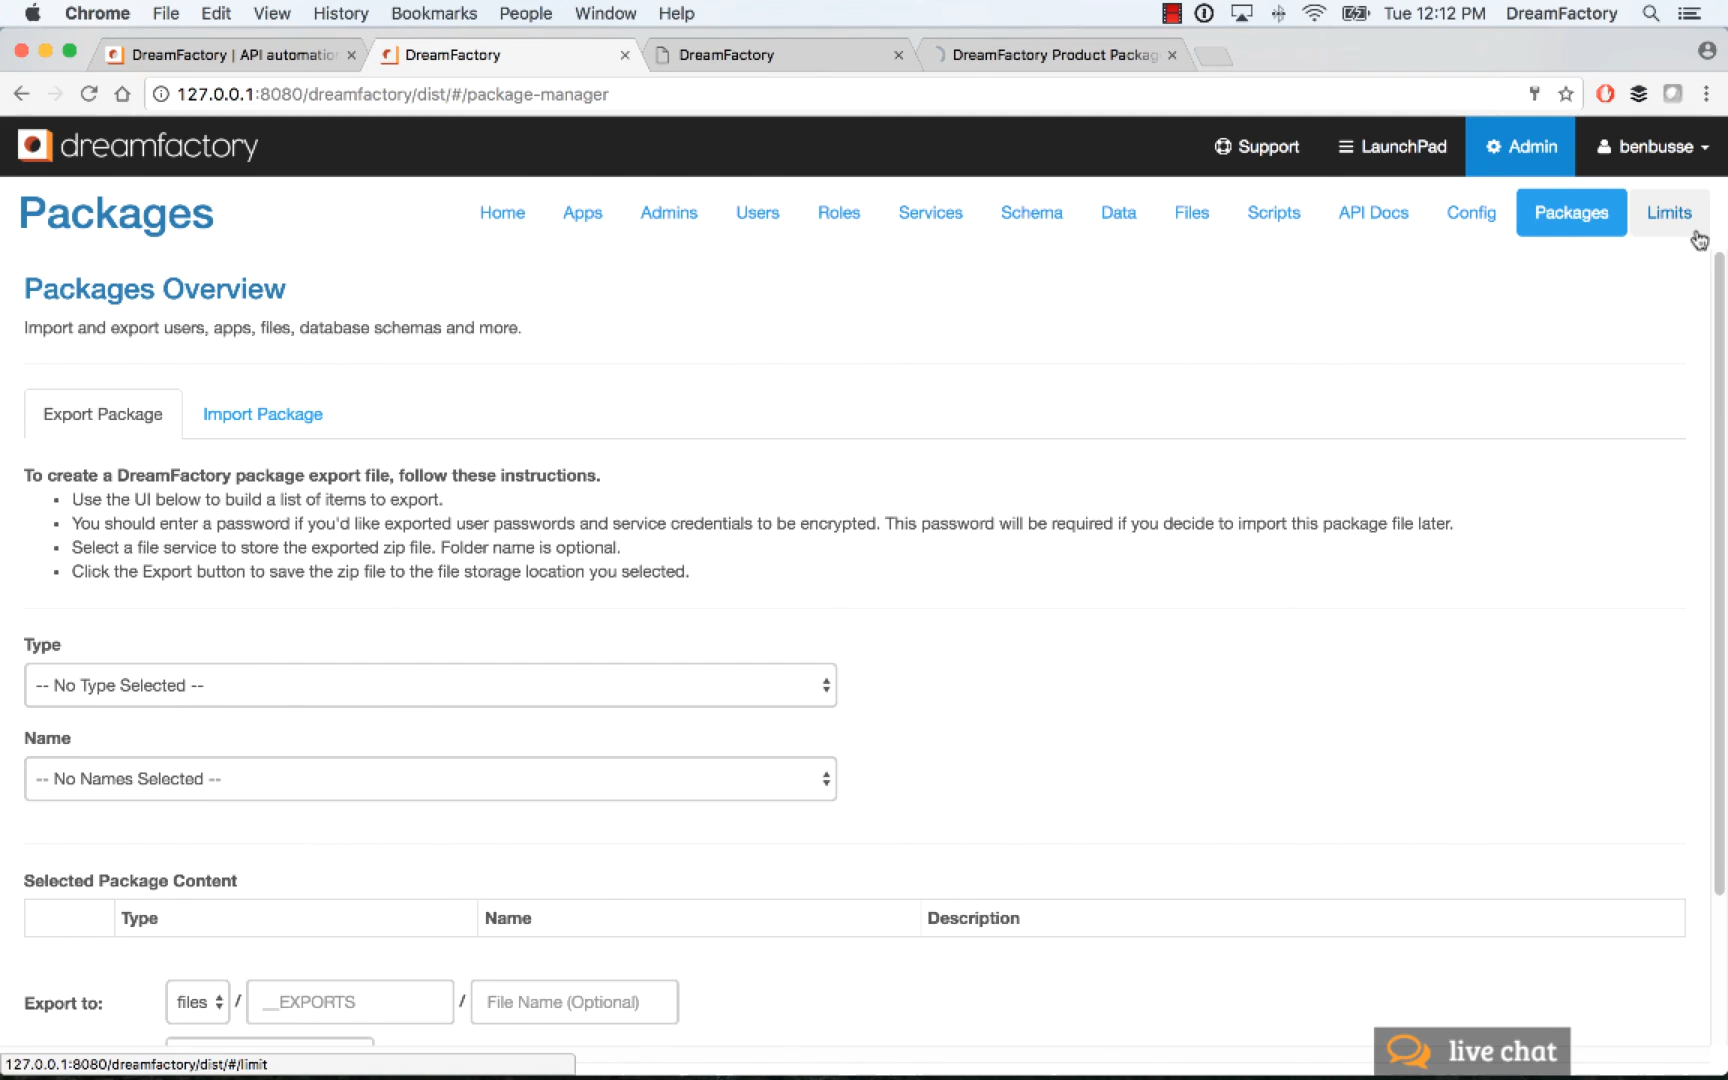 Chrome File Edit View History Bookmarks People Window Help Tue 12:12 PM DreamFactory
DreamFactory | API automatio DreamFactory DreamFactory DreamFactory Product Packag
127.0.0.1:8080/dreamfactory/dist/#/package-manager
dreamfactory Support LaunchPad Admin benbusse
Packages Home Apps Admins Users Roles Services Schema Data Files Scripts API Docs Config Packages Limits
Packages Overview
Import and export users, apps, files, database schemas and more.
Export Package Import Package
To create a DreamFactory package export file, follow these instructions.
Use the UI below to build a list of items to export.
You should enter a password if you'd like exported user passwords and service credentials to be encrypted. This password will be required if you decide to import this package file later.
Select a file service to store the exported zip file. Folder name is optional.
Click the Export button to save the zip file to the file storage location you selected.
Type
-- No Type Selected --
Name
-- No Names Selected --
Selected Package Content
Type Name Description
Export to: files / __EXPORTS / File Name (Optional)
live chat
127.0.0.1:8080/dreamfactory/dist/#/limit